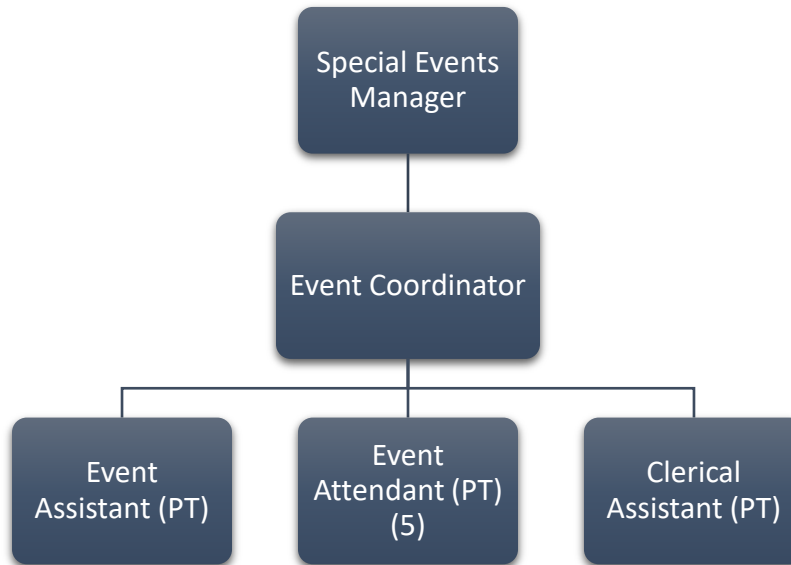 Special Events
Manager
Event Coordinator
Event
Assistant (PT)
Event
Attendant (PT)
(5)
Clerical
Assistant (PT)